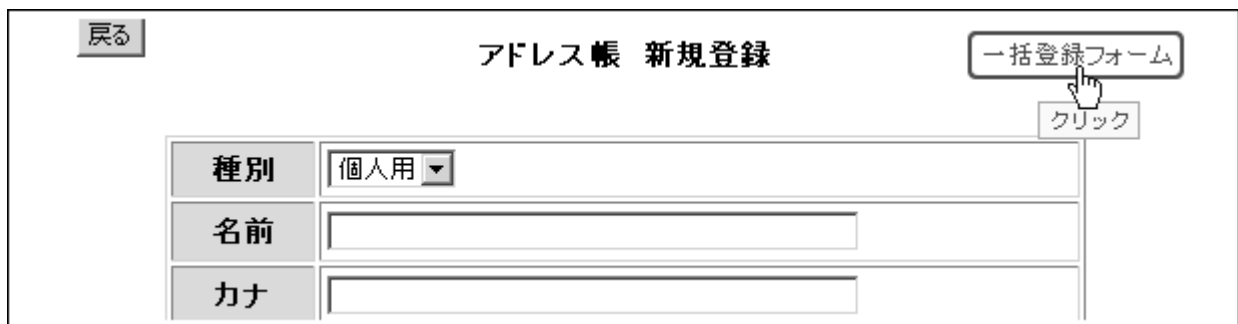 戻る
アドレス帳 新規登録
一括登録フォーム
クリック
種別 個人用
名前
カナ